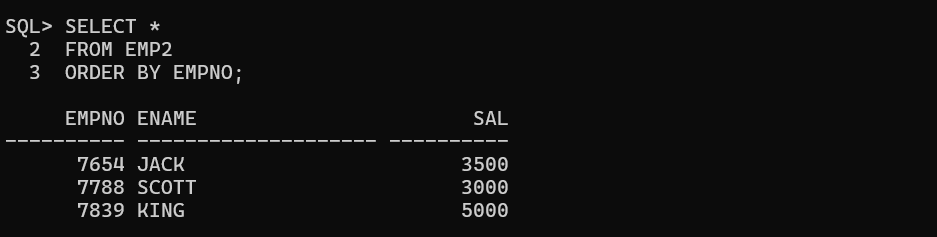 SQL> SELECT *
  2  FROM EMP2
  3  ORDER BY EMPNO;

     EMPNO ENAME                       SAL
---------- -------------------- ----------
      7654 JACK                       3500
      7788 SCOTT                      3000
      7839 KING                       5000